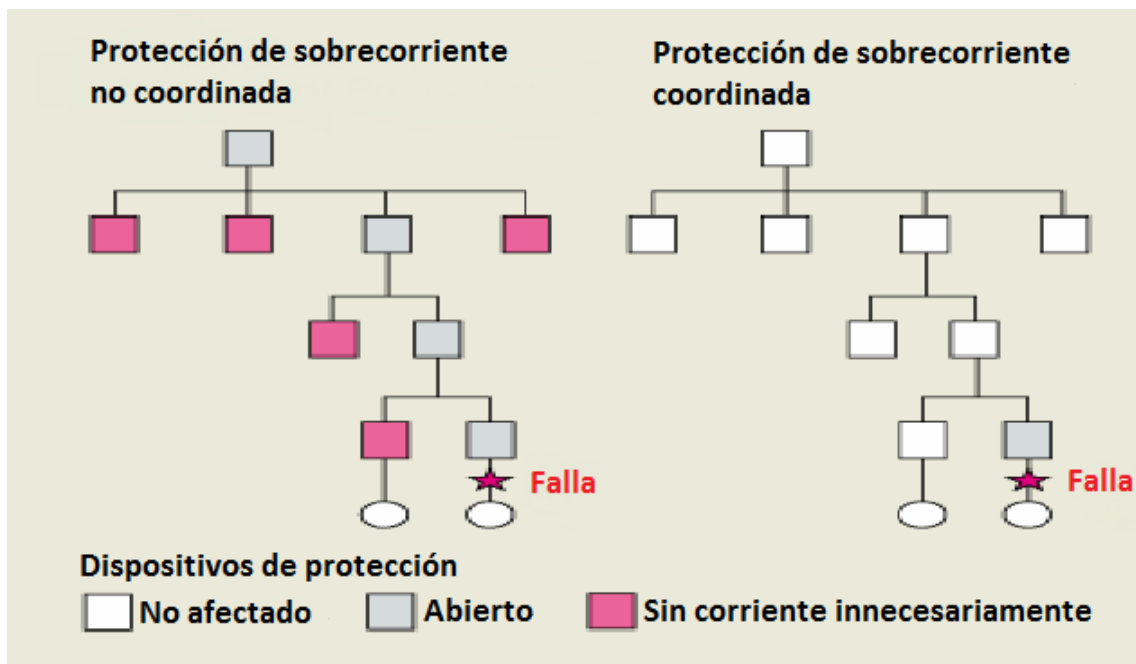 Protección de sobrecorriente
no coordinada
Protección de sobrecorriente
coordinada
Falla
Falla
Dispositivos de protección
No afectado
Abierto
Sin corriente innecesariamente